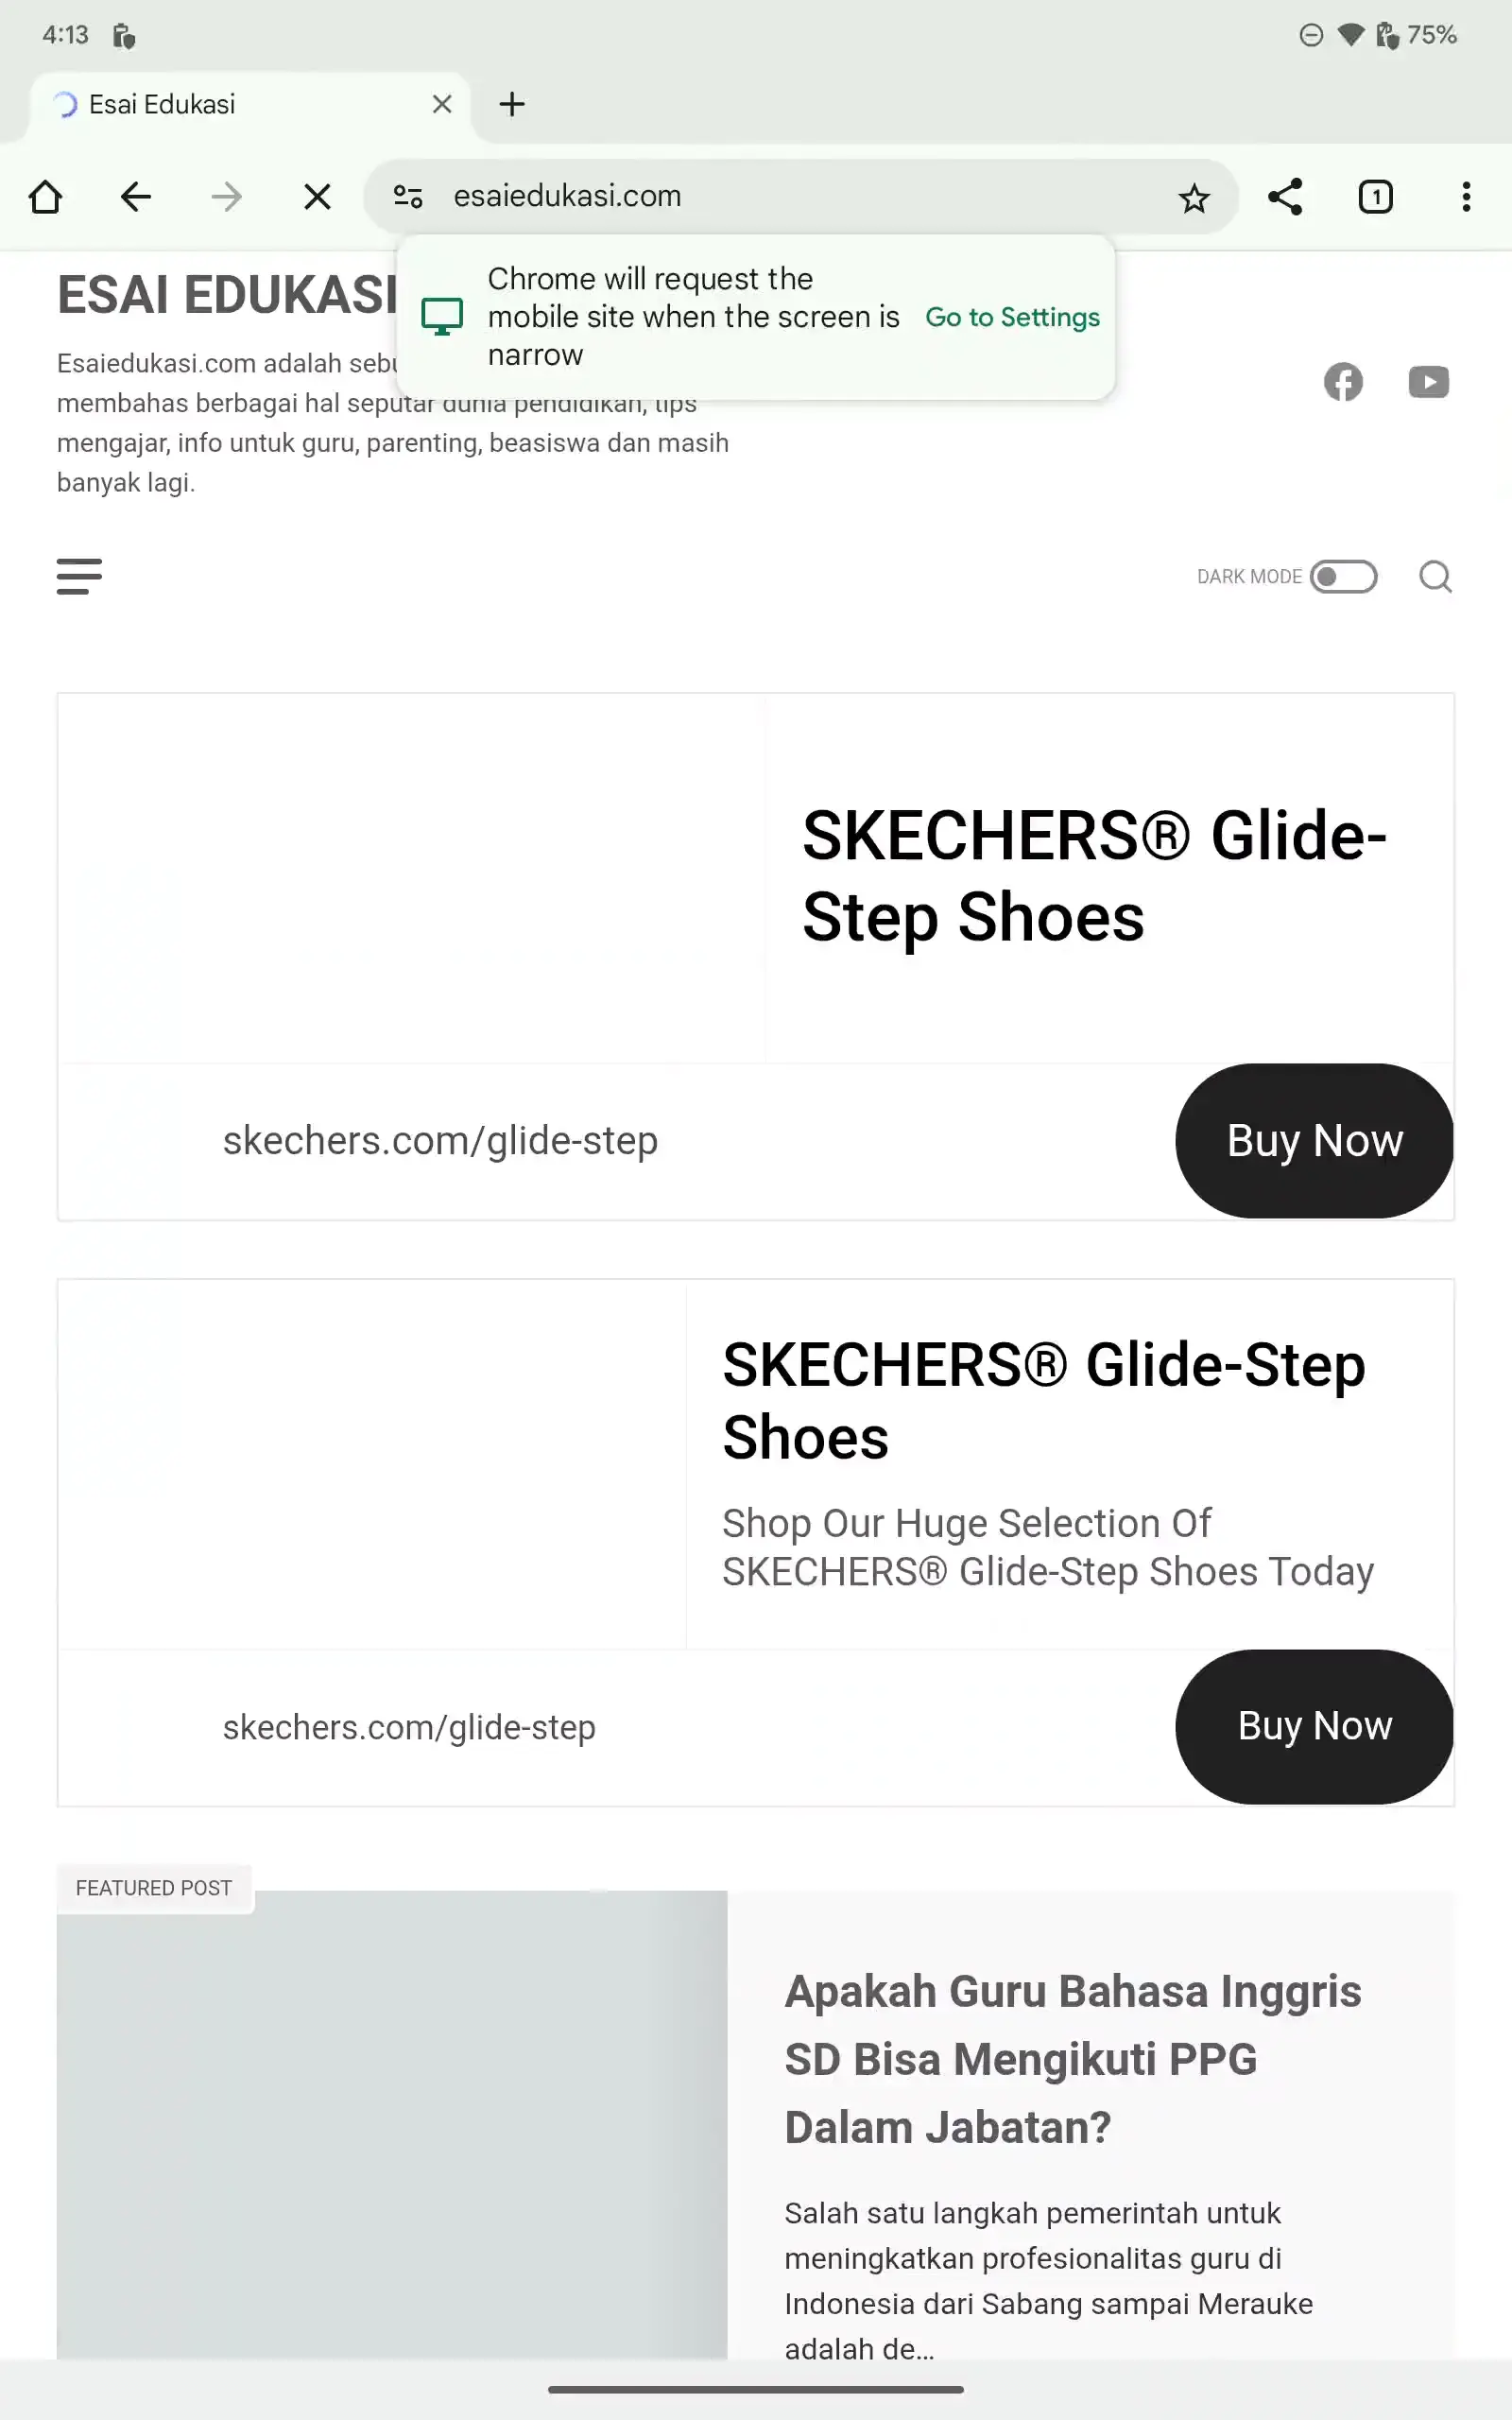 4:13
75%
Esai Edukasi
1
esaiedukasi.com
Chrome will request the
mobile site when the screen is
narrow
Go to Settings
ESAI EDUKASI
Esaiedukasi.com adalah
membahas berbagai hal seputar dunia pendidikan, tips
mengajar, info untuk guru, parenting, beasiswa dan masih
banyak lagi.
DARK MODE
SKECHERS® Glide-
Step Shoes
skechers.com/glide-step
Buy Now
SKECHERS® Glide-Step
Shoes
Shop Our Huge Selection Of
SKECHERS® Glide-Step Shoes Today
skechers.com/glide-step
Buy Now
FEATURED POST
Apakah Guru Bahasa Inggris
SD Bisa Mengikuti PPG
Dalam Jabatan?
Salah satu langkah pemerintah untuk
meningkatkan profesionalitas guru di
Indonesia dari Sabang sampai Merauke
adalah de...